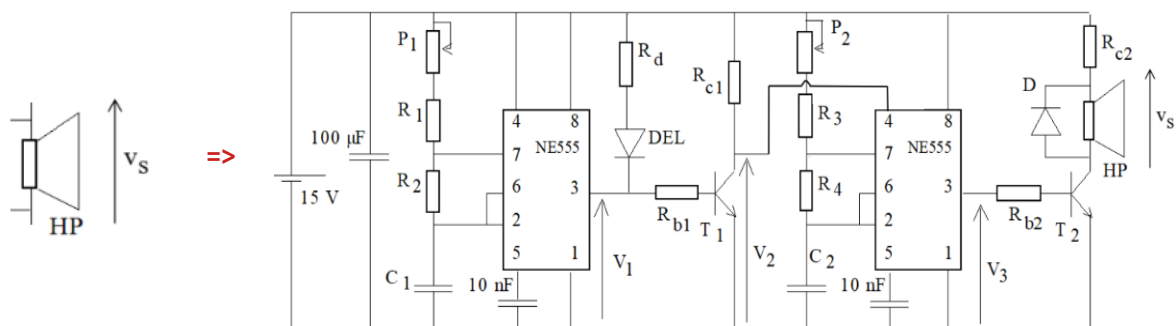 v_S
HP
=>
15 V
100 µF
P_1
R_1
R_2
C_1
4 8
NE555
7
6
3
2
5 1
10 nF
R_d
DEL
V_1
R_b1
R_c1
T_1
V_2
P_2
R_3
R_4
C_2
4 8
NE555
7
6
3
2
5 1
10 nF
V_3
R_b2
T_2
R_c2
D
HP
v_s